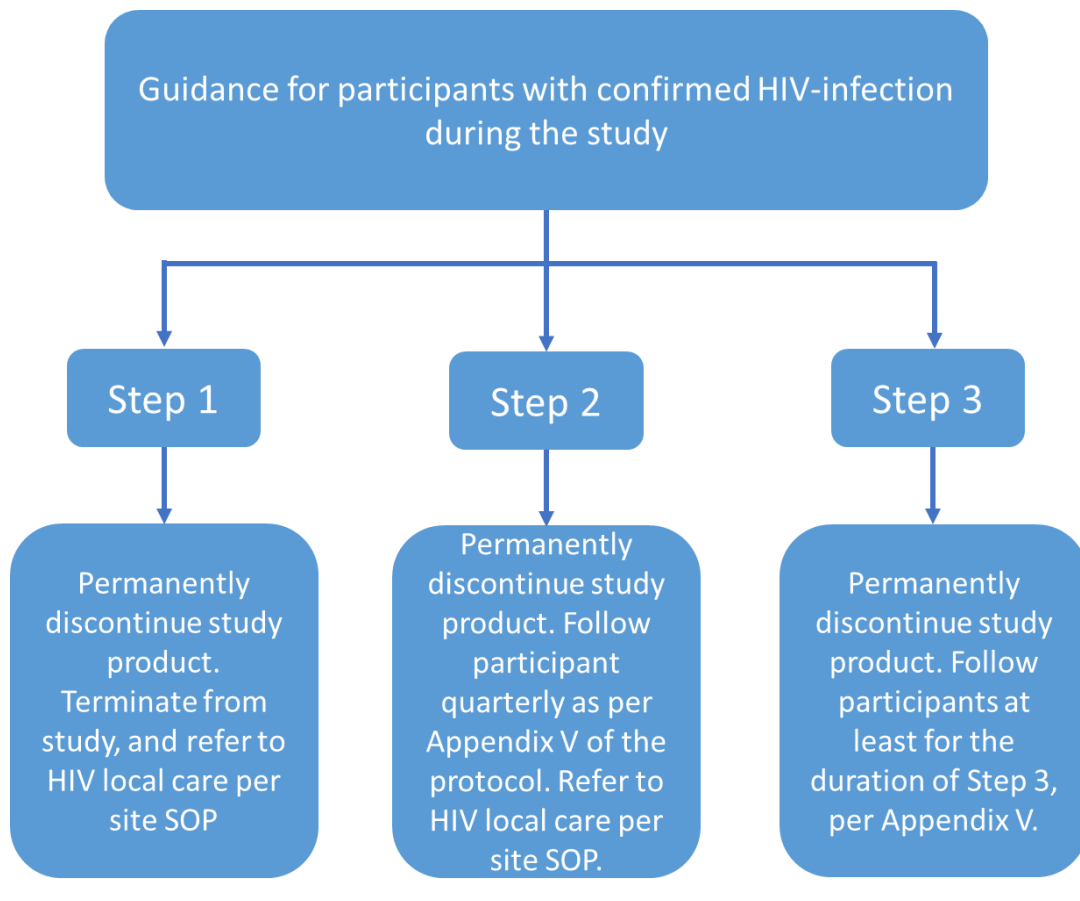 Guidance for participants with confirmed HIV-infection
during the study
Step 1
Step 2
Step 3
Permanently
discontinue study
product.
Terminate from
study, and refer to
HIV local care per
site SOP
Permanently
discontinue study
product. Follow
participant
quarterly as per
Appendix V of the
protocol. Refer to
HIV local care per
site SOP.
Permanently
discontinue study
product. Follow
participants at
least for the
duration of Step 3,
per Appendix V.